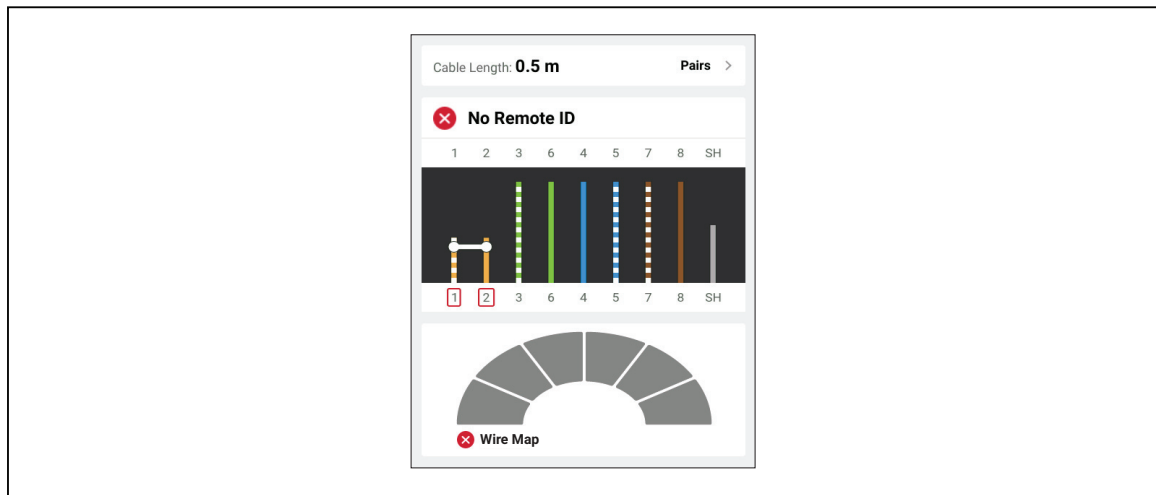 Cable Length: 0.5 m Pairs >
No Remote ID
1 2 3 6 4 5 7 8 SH
1 2 3 6 4 5 7 8 SH
Wire Map